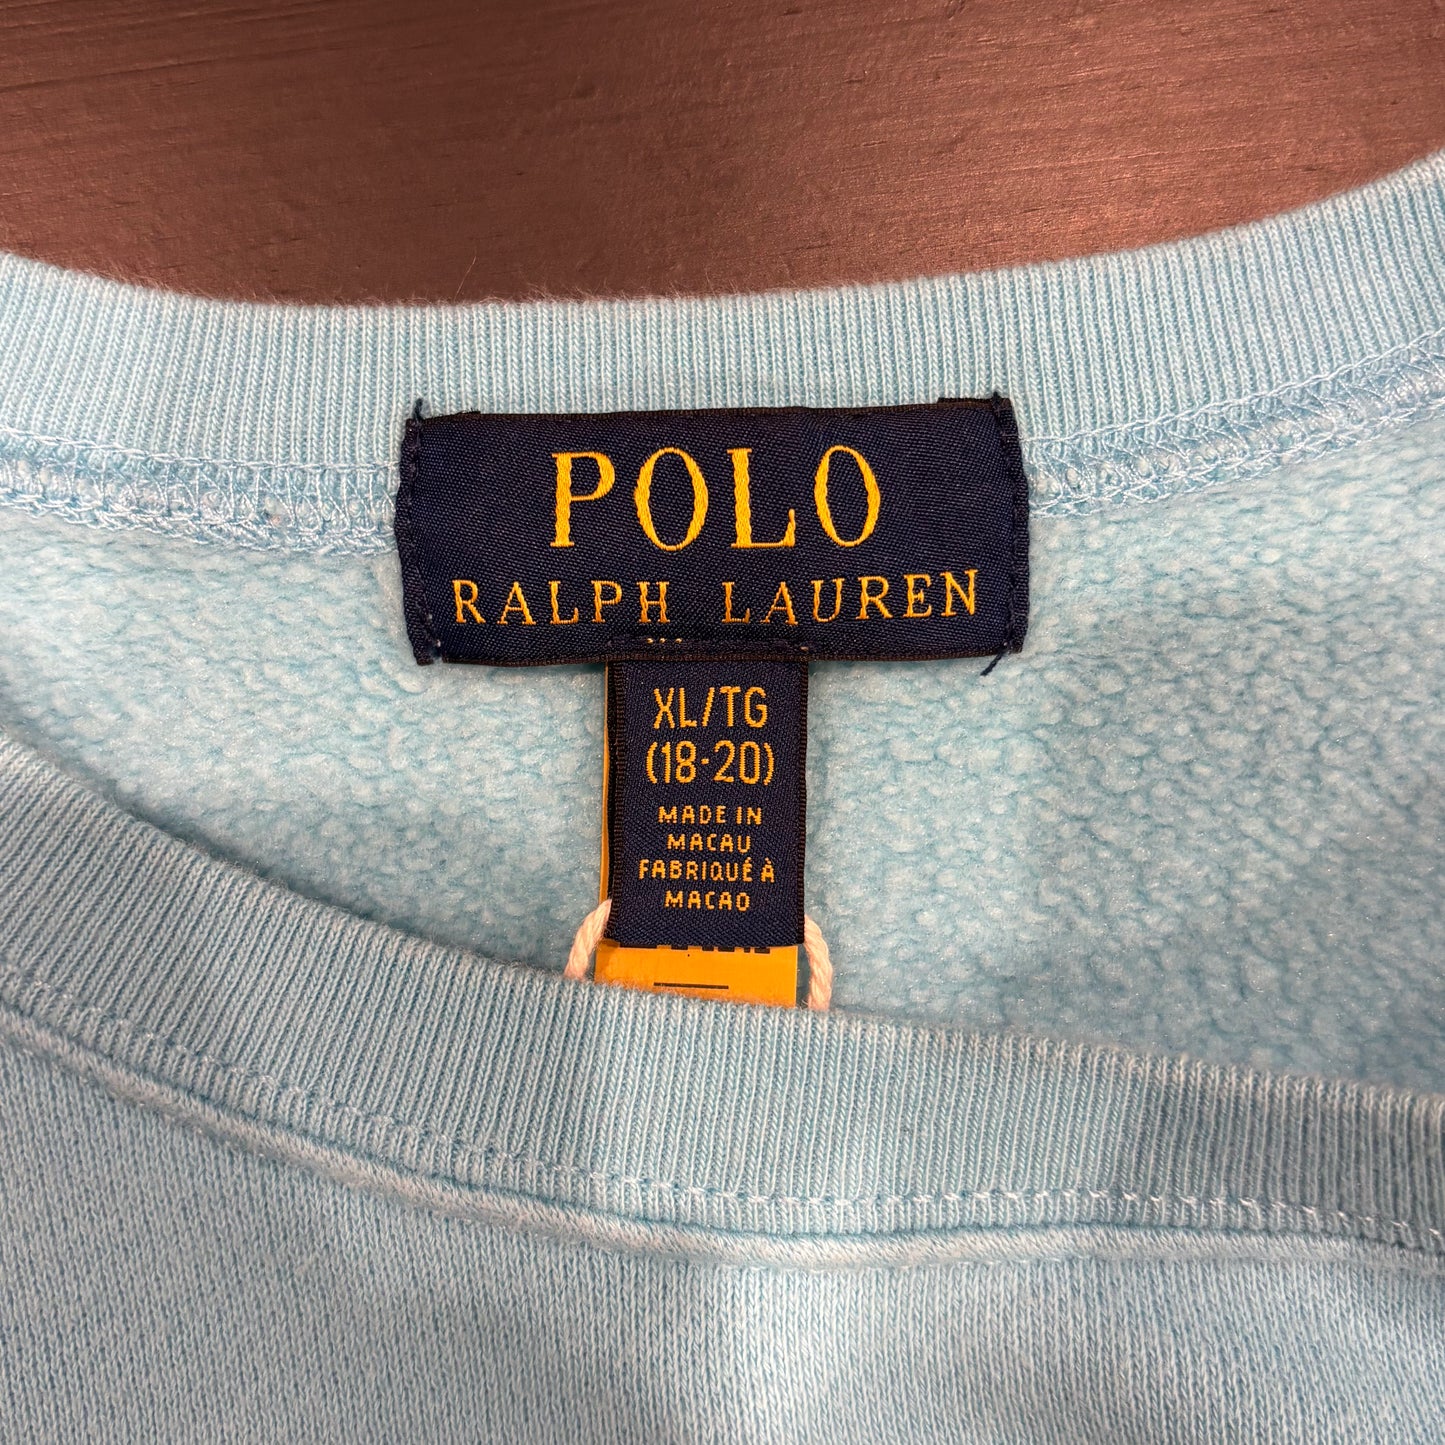 POLO
RALPH LAUREN
XL/TG
(18-20)
MADE IN
MACAU
FABRIQUÉ À
MACAO